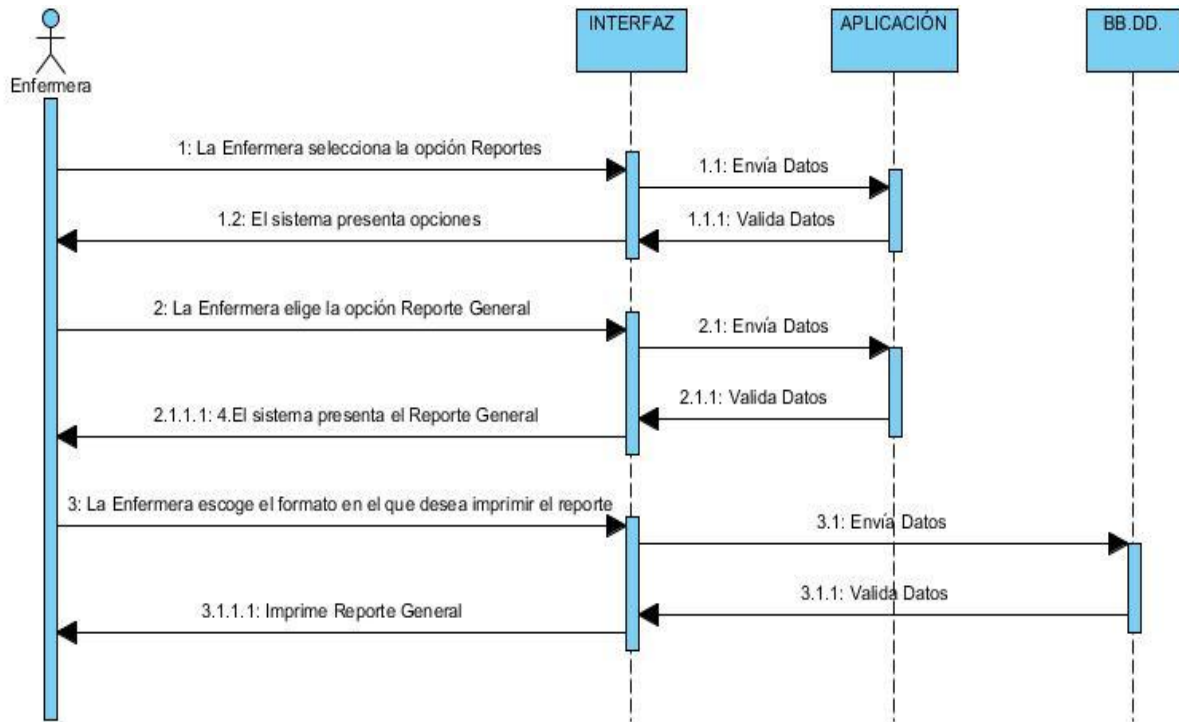 INTERFAZ
APLICACIÓN
BB.DD.
Enfermera
1: La Enfermera selecciona la opción Reportes
1.1: Envía Datos
1.2: El sistema presenta opciones
1.1.1: Valida Datos
2: La Enfermera elige la opción Reporte General
2.1: Envía Datos
2.1.1: Valida Datos
2.1.1.1: 4.El sistema presenta el Reporte General
3: La Enfermera escoge el formato en el que desea imprimir el reporte
3.1: Envía Datos
3.1.1: Valida Datos
3.1.1.1: Imprime Reporte General